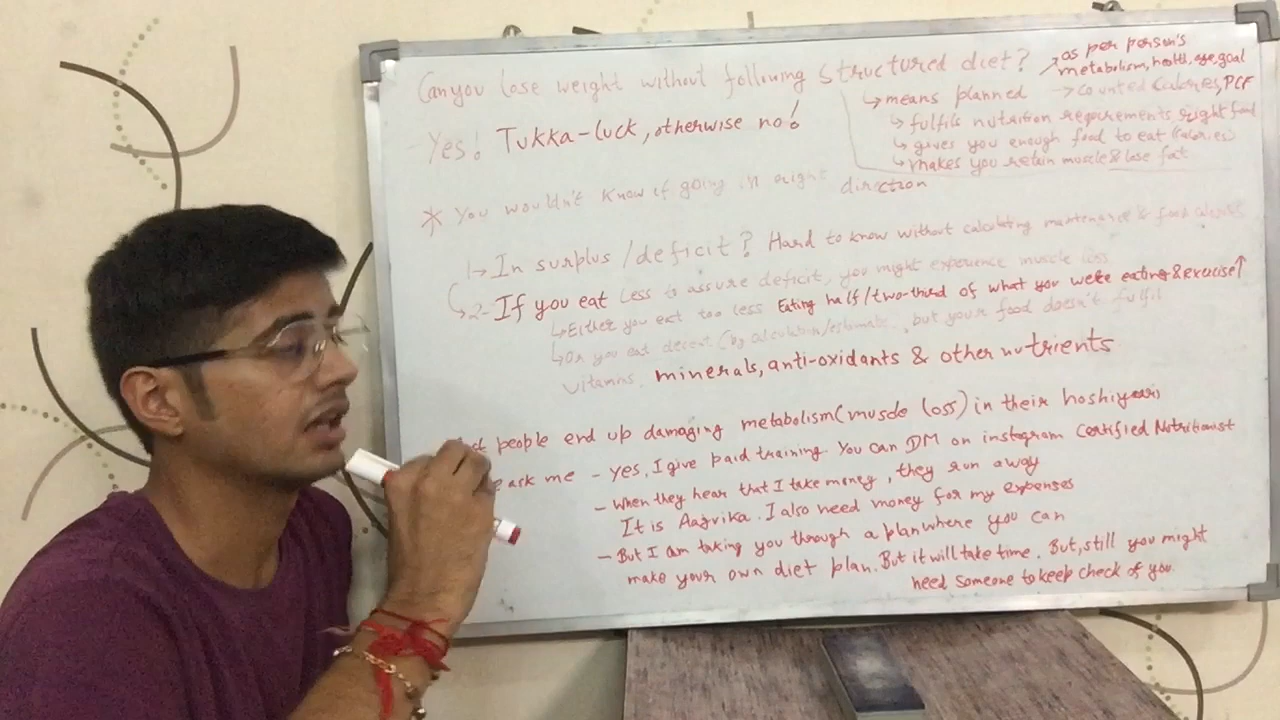 Can you lose weight without following structured diet?
↗ as per person's
metabolism, health, age, goal
↳ means planned → counted calories, PCF
↳ fulfils nutrition requirements, right food
↳ gives you enough food to eat (calories)
↳ makes you retain muscle & lose fat
Yes! Tukka-luck, otherwise no!
* You wouldn't know if going in right direction
1→ In surplus/deficit? Hard to know without calculating maintenance & food calories
2- If you eat less to assure deficit, you might experience muscle loss
↳ Either you eat too less Eating half/two-third of what you were eating & exercise ↑
↳ Or you eat decent (by calculation/estimate), but your food doesn't fulfil
vitamins, minerals, anti-oxidants & other nutrients
people end up damaging metabolism (muscle loss) in their hoshiyaari
ask me - yes, I give paid training. You can DM on instagram Certified Nutritionist
- When they hear that I take money, they run away
It is Aajivika. I also need money for my expenses
- But I am taking you through a plan where you can
make your own diet plan. But it will take time. But, still you might
need someone to keep check of you.